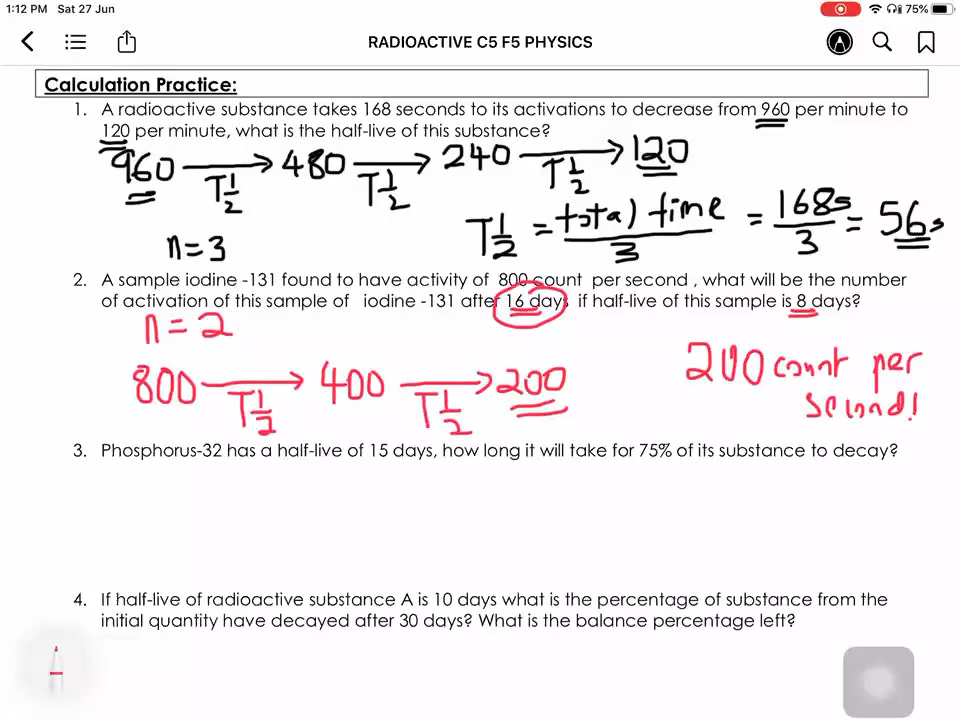 1:12 PM Sat 27 Jun 75%
RADIOACTIVE C5 F5 PHYSICS
Calculation Practice:
1. A radioactive substance takes 168 seconds to its activations to decrease from 960 per minute to
120 per minute, what is the half-live of this substance?
960 → 480 → 240 → 120
T½ T½ T½
T½ = total time / 3 = 168s / 3 = 56s
n=3
2. A sample iodine -131 found to have activity of 800 count per second , what will be the number
of activation of this sample of iodine -131 after 16 days if half-live of this sample is 8 days?
n = 2
800 → 400 → 200
T½ T½
200 count per
second!
3. Phosphorus-32 has a half-live of 15 days, how long it will take for 75% of its substance to decay?
4. If half-live of radioactive substance A is 10 days what is the percentage of substance from the
initial quantity have decayed after 30 days? What is the balance percentage left?